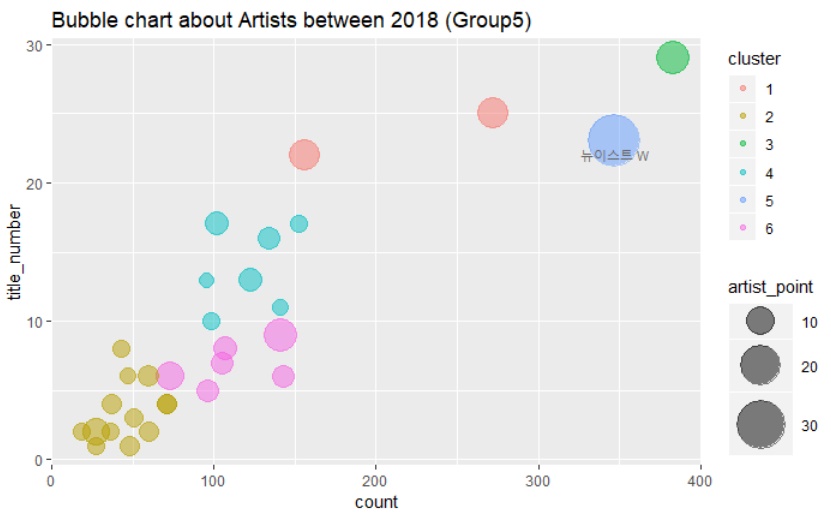 Bubble chart about Artists between 2018 (Group5)
30
20
10
0
title_number
0 100 200 300 400
count
뉴이스트 W
cluster
1
2
3
4
5
6
artist_point
10
20
30